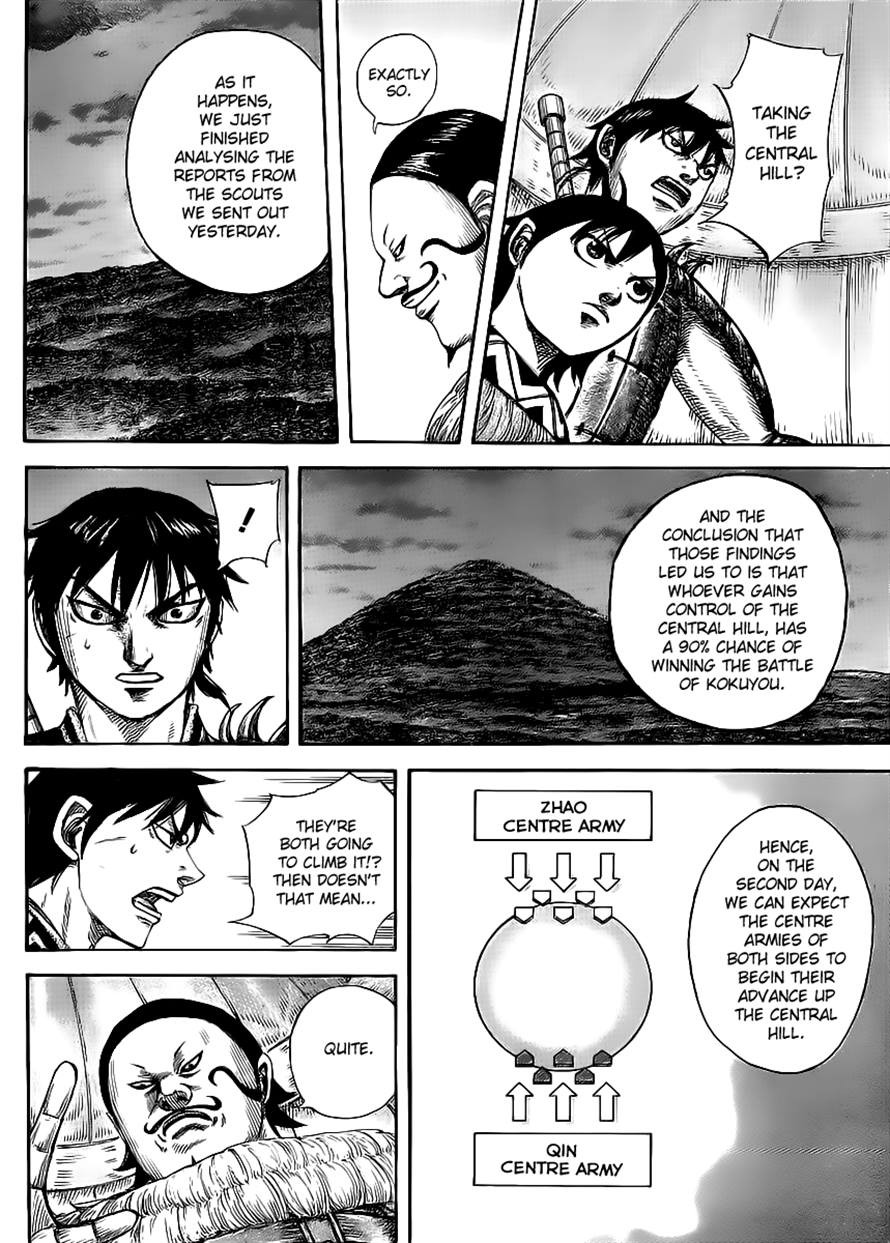 TAKING
THE
CENTRAL
HILL?
EXACTLY
SO.
AS IT
HAPPENS,
WE JUST
FINISHED
ANALYSING THE
REPORTS FROM
THE SCOUTS
WE SENT OUT
YESTERDAY.
AND THE
CONCLUSION THAT
THOSE FINDINGS
LED US TO IS THAT
WHOEVER GAINS
CONTROL OF THE
CENTRAL HILL, HAS
A 90% CHANCE OF
WINNING THE BATTLE
OF KOKUYOU.
!
HENCE,
ON THE
SECOND DAY,
WE CAN EXPECT
THE CENTRE
ARMIES OF
BOTH SIDES TO
BEGIN THEIR
ADVANCE UP
THE CENTRAL
HILL.
ZHAO
CENTRE ARMY
QIN
CENTRE ARMY
THEY'RE
BOTH GOING
TO CLIMB IT!?
THEN DOESN'T
THAT MEAN...
QUITE.